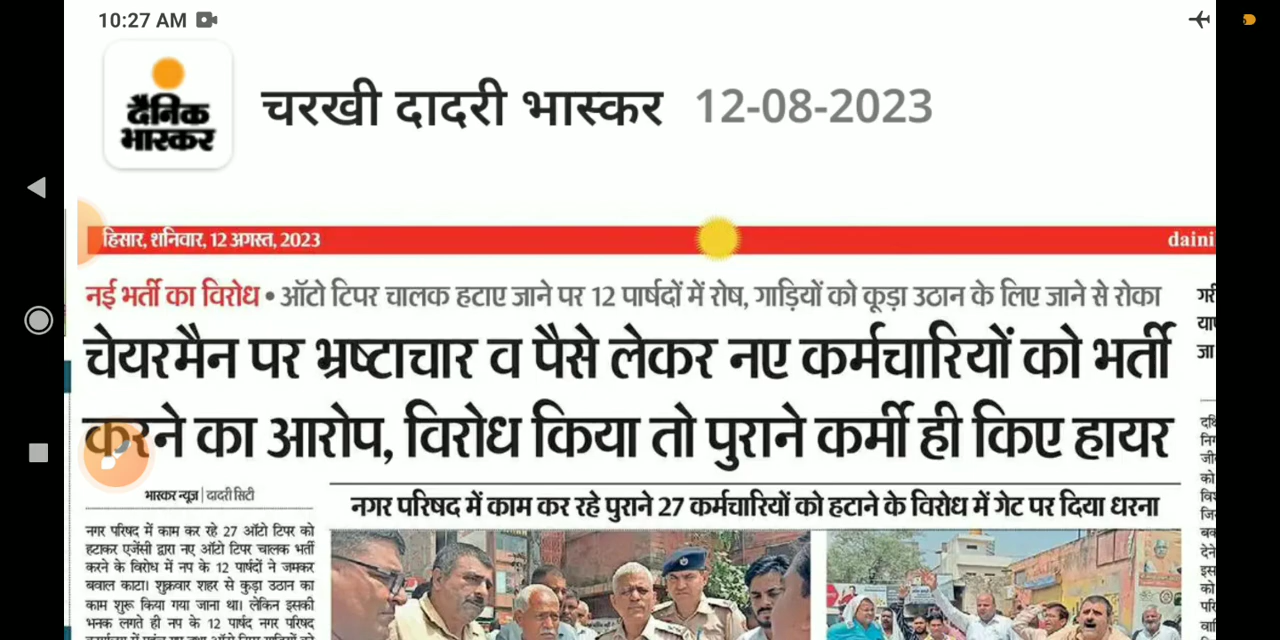 10:27 AM
दैनिक
भास्कर
चरखी दादरी भास्कर 12-08-2023
हिसार, शनिवार, 12 अगस्त, 2023
daini
नई भर्ती का विरोध • ऑटो टिपर चालक हटाए जाने पर 12 पार्षदों में रोष, गाड़ियों को कूड़ा उठान के लिए जाने से रोका
चेयरमैन पर भ्रष्टाचार व पैसे लेकर नए कर्मचारियों को भर्ती
करने का आरोप, विरोध किया तो पुराने कर्मी ही किए हायर
भास्कर न्यूज | दादरी सिटी
नगर परिषद में काम कर रहे 27 ऑटो टिपर को
हटाकर एजेंसी द्वारा नए ऑटो टिपर चालक भर्ती
करने के विरोध में नप के 12 पार्षदों ने जमकर
बवाल काटा। शुक्रवार शहर से कुड़ा उठान का
काम शुरू किया गया जाना था। लेकिन इसकी
भनक लगते ही नप के 12 पार्षद नगर परिषद
नगर परिषद में काम कर रहे पुराने 27 कर्मचारियों को हटाने के विरोध में गेट पर दिया धरना
गरी
या
जा